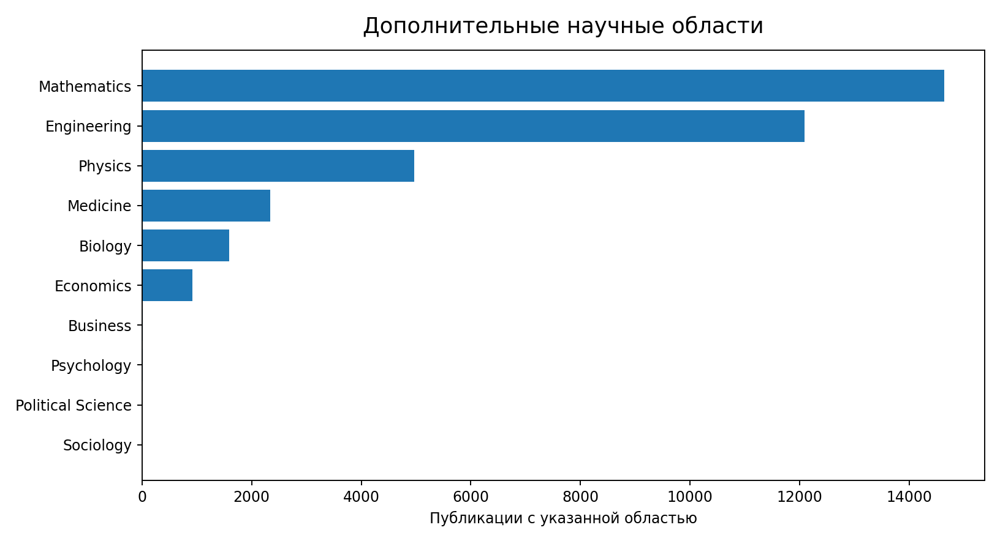 Дополнительные научные области
Mathematics
Engineering
Physics
Medicine
Biology
Economics
Business
Psychology
Political Science
Sociology
0 2000 4000 6000 8000 10000 12000 14000
Публикации с указанной областью